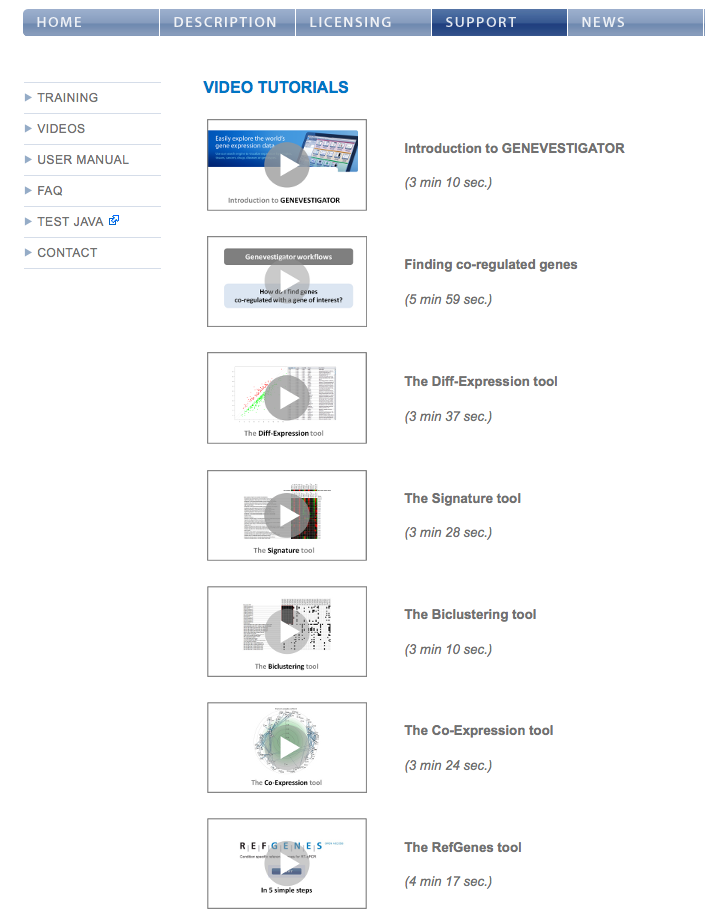 HOME
DESCRIPTION
LICENSING
SUPPORT
NEWS
TRAINING
VIDEOS
USER MANUAL
FAQ
TEST JAVA
CONTACT
VIDEO TUTORIALS
Easily explore the world's
gene expression data
Introduction to GENEVESTIGATOR
Introduction to GENEVESTIGATOR
(3 min 10 sec.)
Genevestigator workflows
How do I find genes
co-regulated with a gene of interest?
Finding co-regulated genes
(5 min 59 sec.)
The Diff-Expression tool
The Diff-Expression tool
(3 min 37 sec.)
The Signature tool
The Signature tool
(3 min 28 sec.)
The Biclustering tool
The Biclustering tool
(3 min 10 sec.)
The Co-Expression tool
The Co-Expression tool
(3 min 24 sec.)
REFGENES
In 5 simple steps
The RefGenes tool
(4 min 17 sec.)